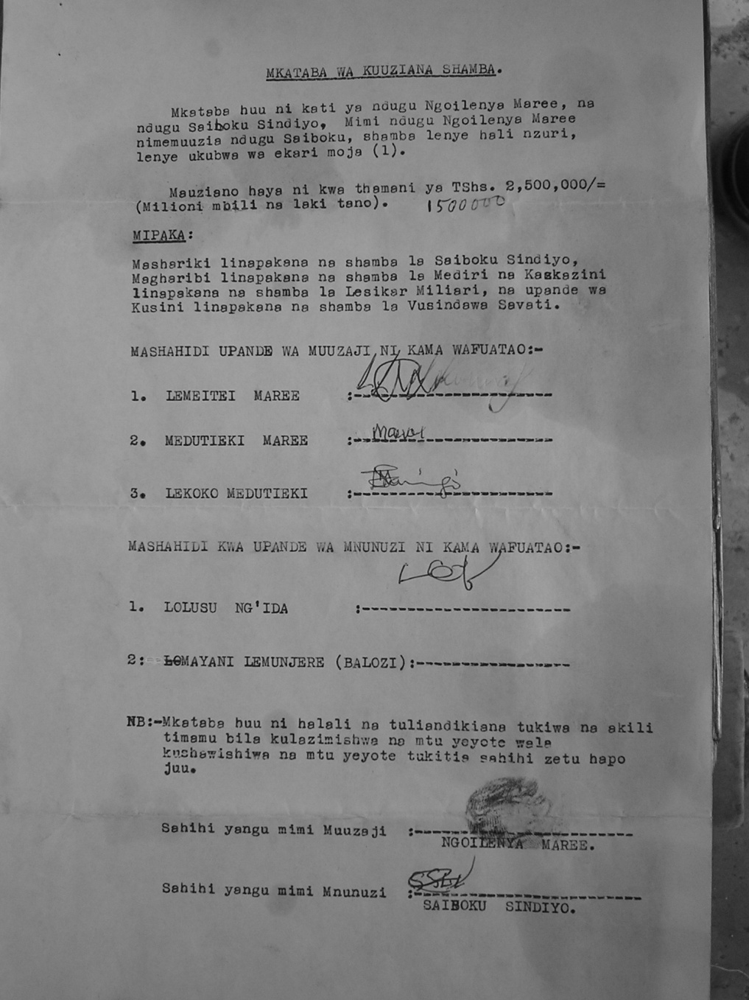 MKATABA WA KUUZIANA SHAMBA.
Mkataba huu ni kati ya ndugu Ngoilenya Maree, na
ndugu Saiboku Sindiyo, Mimi ndugu Ngoilenya Maree
nimemuuzia ndugu Saiboku, shamba lenye hali nzuri,
lenye ukubwa wa ekari moja (1).
Mauziano haya ni kwa thamani ya TShs. 2,500,000/=
(Milioni mbili na laki tano). 1500000
MIPAKA:
Mashariki linapakana na shamba la Saiboku Sindiyo,
Magharibi linapakana na shamba la Mediri na Kaskazini
linapakana na shamba la Lesikar Miliari, na upande wa
Kusini linapakana na shamba la Vusindawa Savati.
MASHAHIDI UPANDE WA MUUZAJI NI KAMA WAFUATAO:-
1. LEMEITEI MAREE :-----------------------
2. MEDUTIEKI MAREE :-----------------------
3. LEKOKO MEDUTIEKI :-----------------------
MASHAHIDI KWA UPANDE WA MNUNUZI NI KAMA WAFUATAO:-
1. LOLUSU NG'IDA :------------------------
2: LOMAYANI LEMUNJERE (BALOZI):------------------
NB:-Mkataba huu ni halali na tuliandikiana tukiwa na akili
timamu bila kulazimishwa na mtu yeyote wala
kushawishiwa na mtu yeyote tukitia sahihi zetu hapo
juu.
Sahihi yangu mimi Muuzaji :-------------------------
NGOILENYA MAREE.
Sahihi yangu mimi Mnunuzi :--------------------------
SAIBOKU SINDIYO.